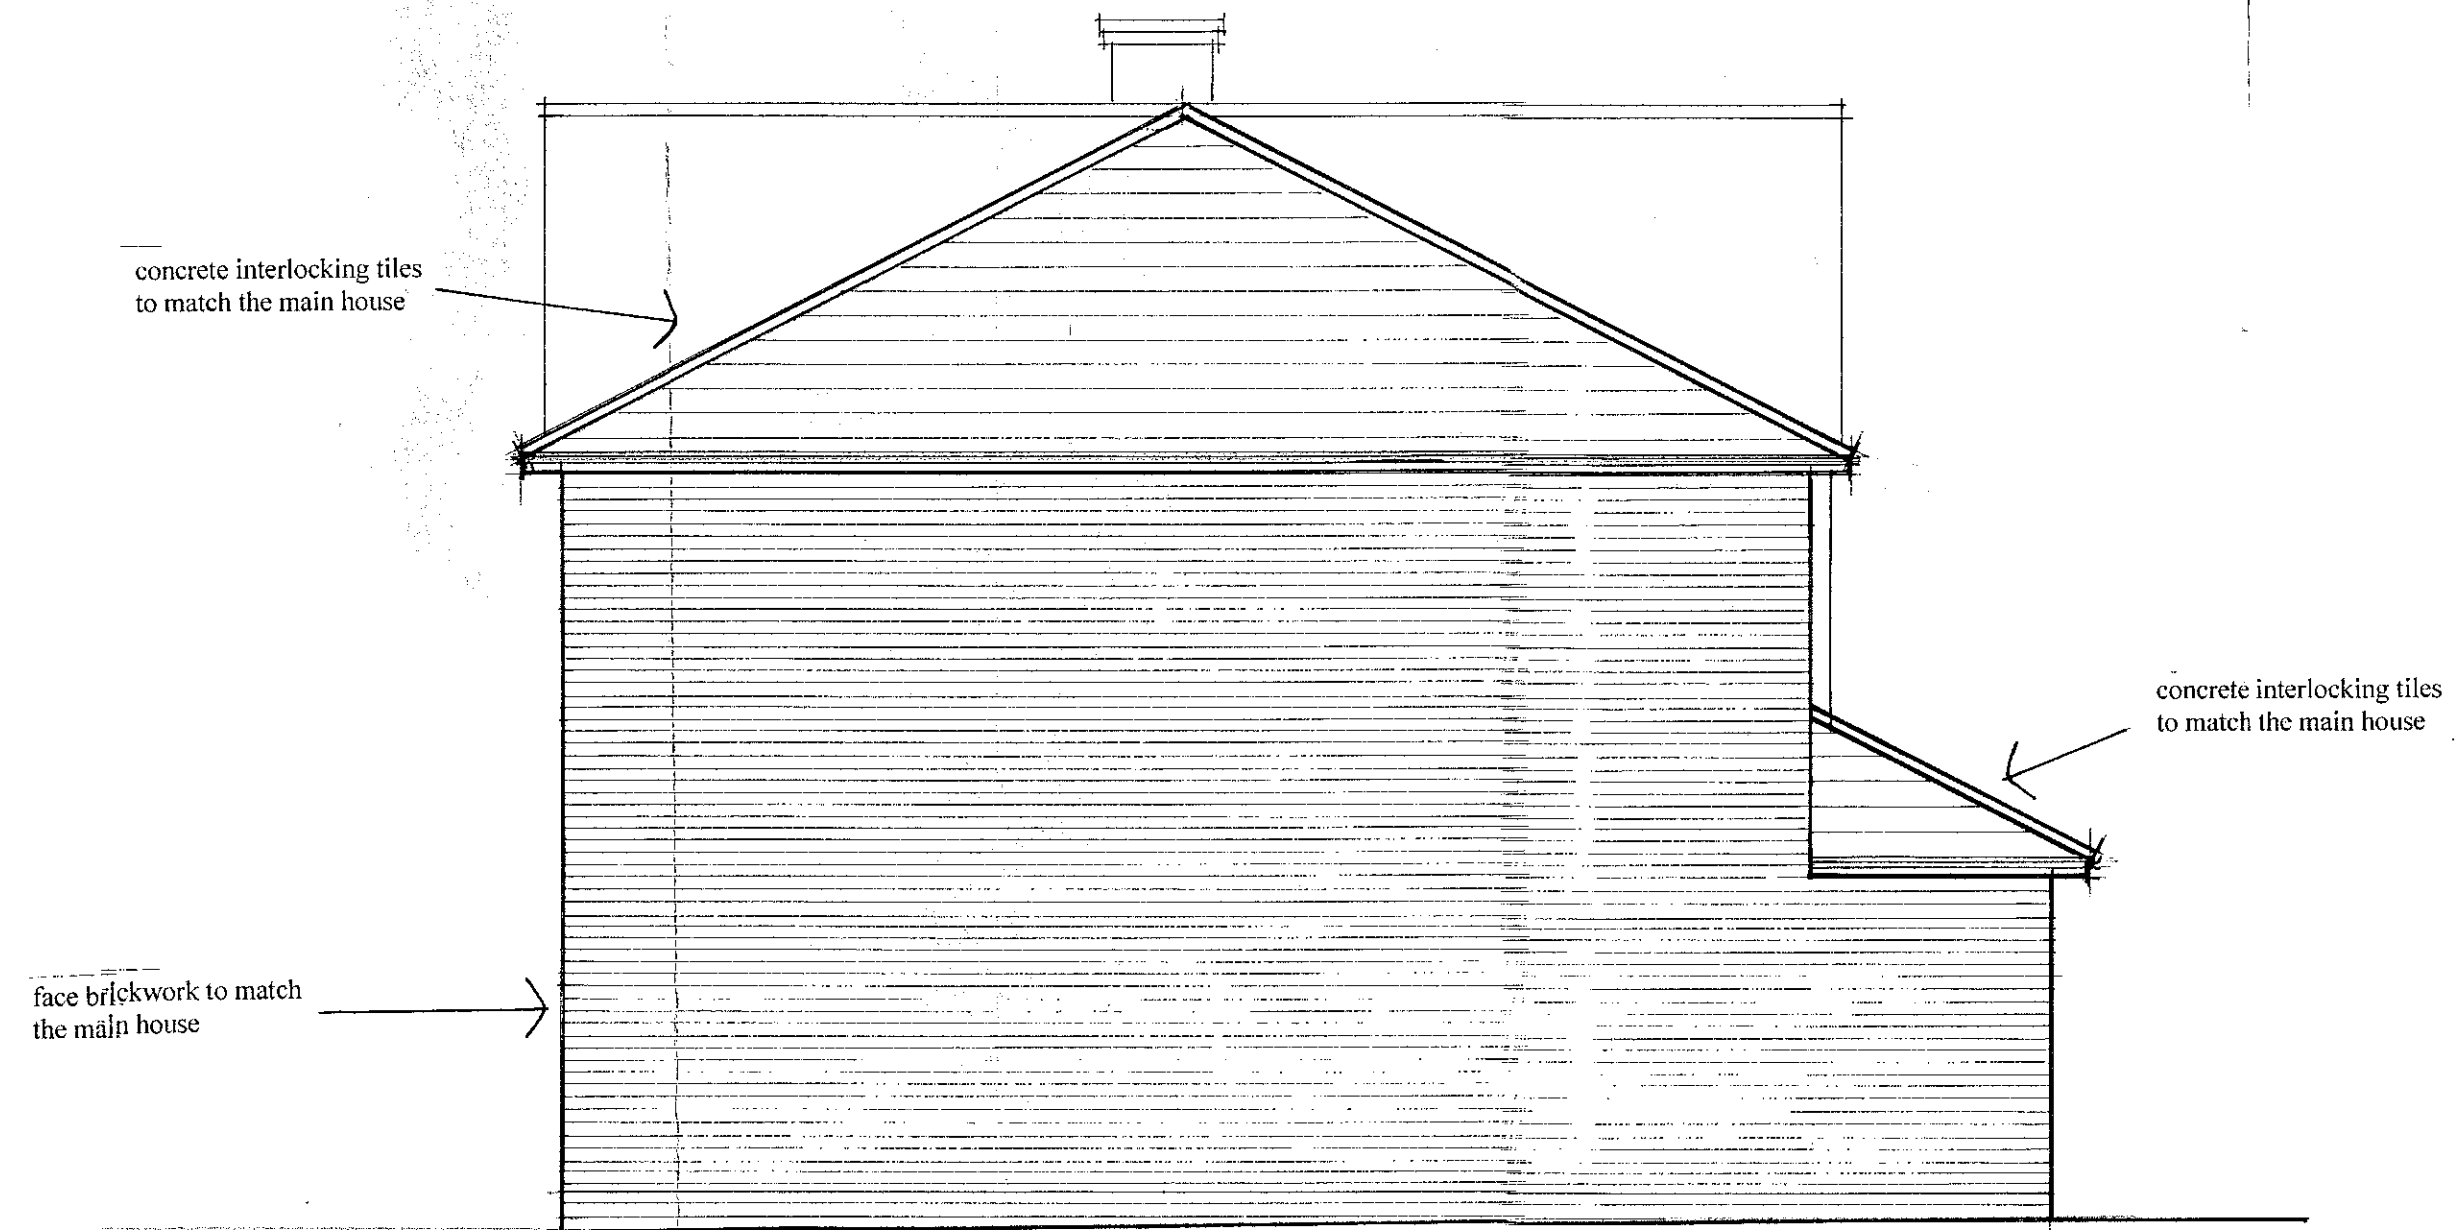 concrete interlocking tiles
to match the main house
concrete interlocking tiles
to match the main house
face brickwork to match
the main house